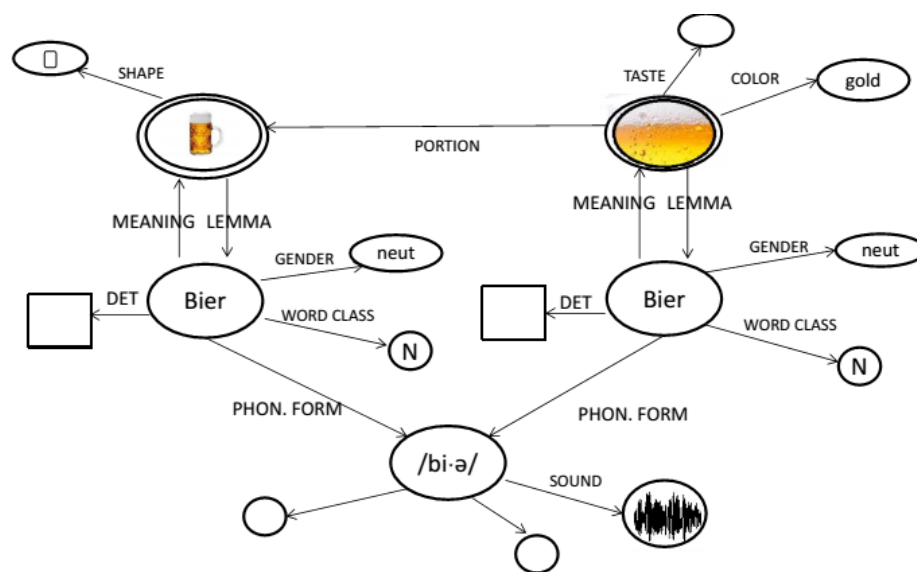 SHAPE
TASTE
COLOR
gold
PORTION
MEANING LEMMA
MEANING LEMMA
GENDER
neut
GENDER
neut
DET
Bier
WORD CLASS
N
DET
Bier
WORD CLASS
N
PHON. FORM
PHON. FORM
/bi·ə/
SOUND